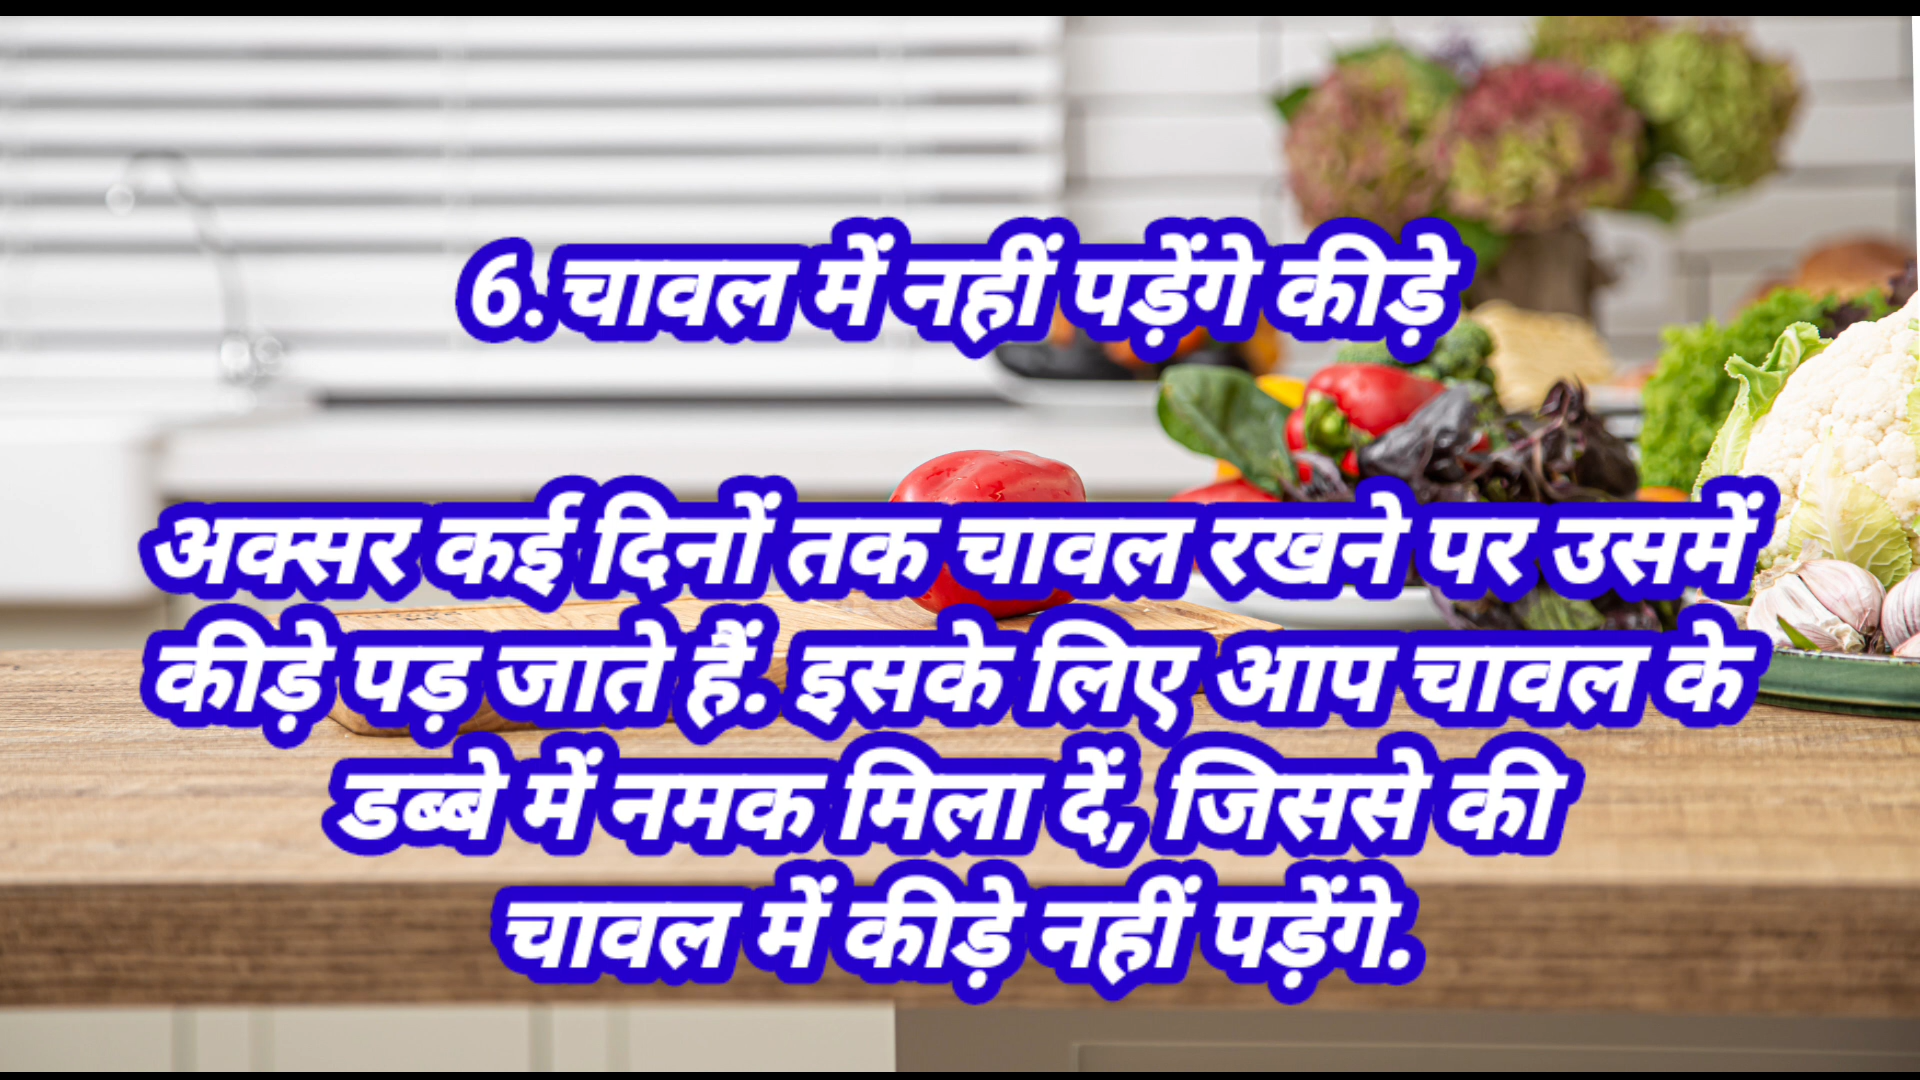 6.चावल में नहीं पड़ेंगे कीड़े
अक्सर कई दिनों तक चावल रखने पर उसमें
कीड़े पड़ जाते हैं. इसके लिए आप चावल के
डब्बे में नमक मिला दें, जिससे की
चावल में कीड़े नहीं पड़ेंगे.